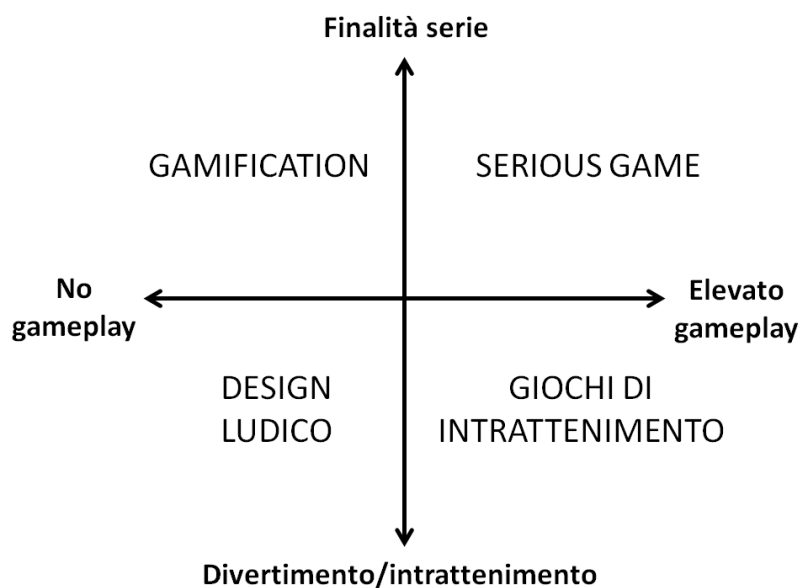 Finalità serie
GAMIFICATION
SERIOUS GAME
No
gameplay
Elevato
gameplay
DESIGN
LUDICO
GIOCHI DI
INTRATTENIMENTO
Divertimento/intrattenimento